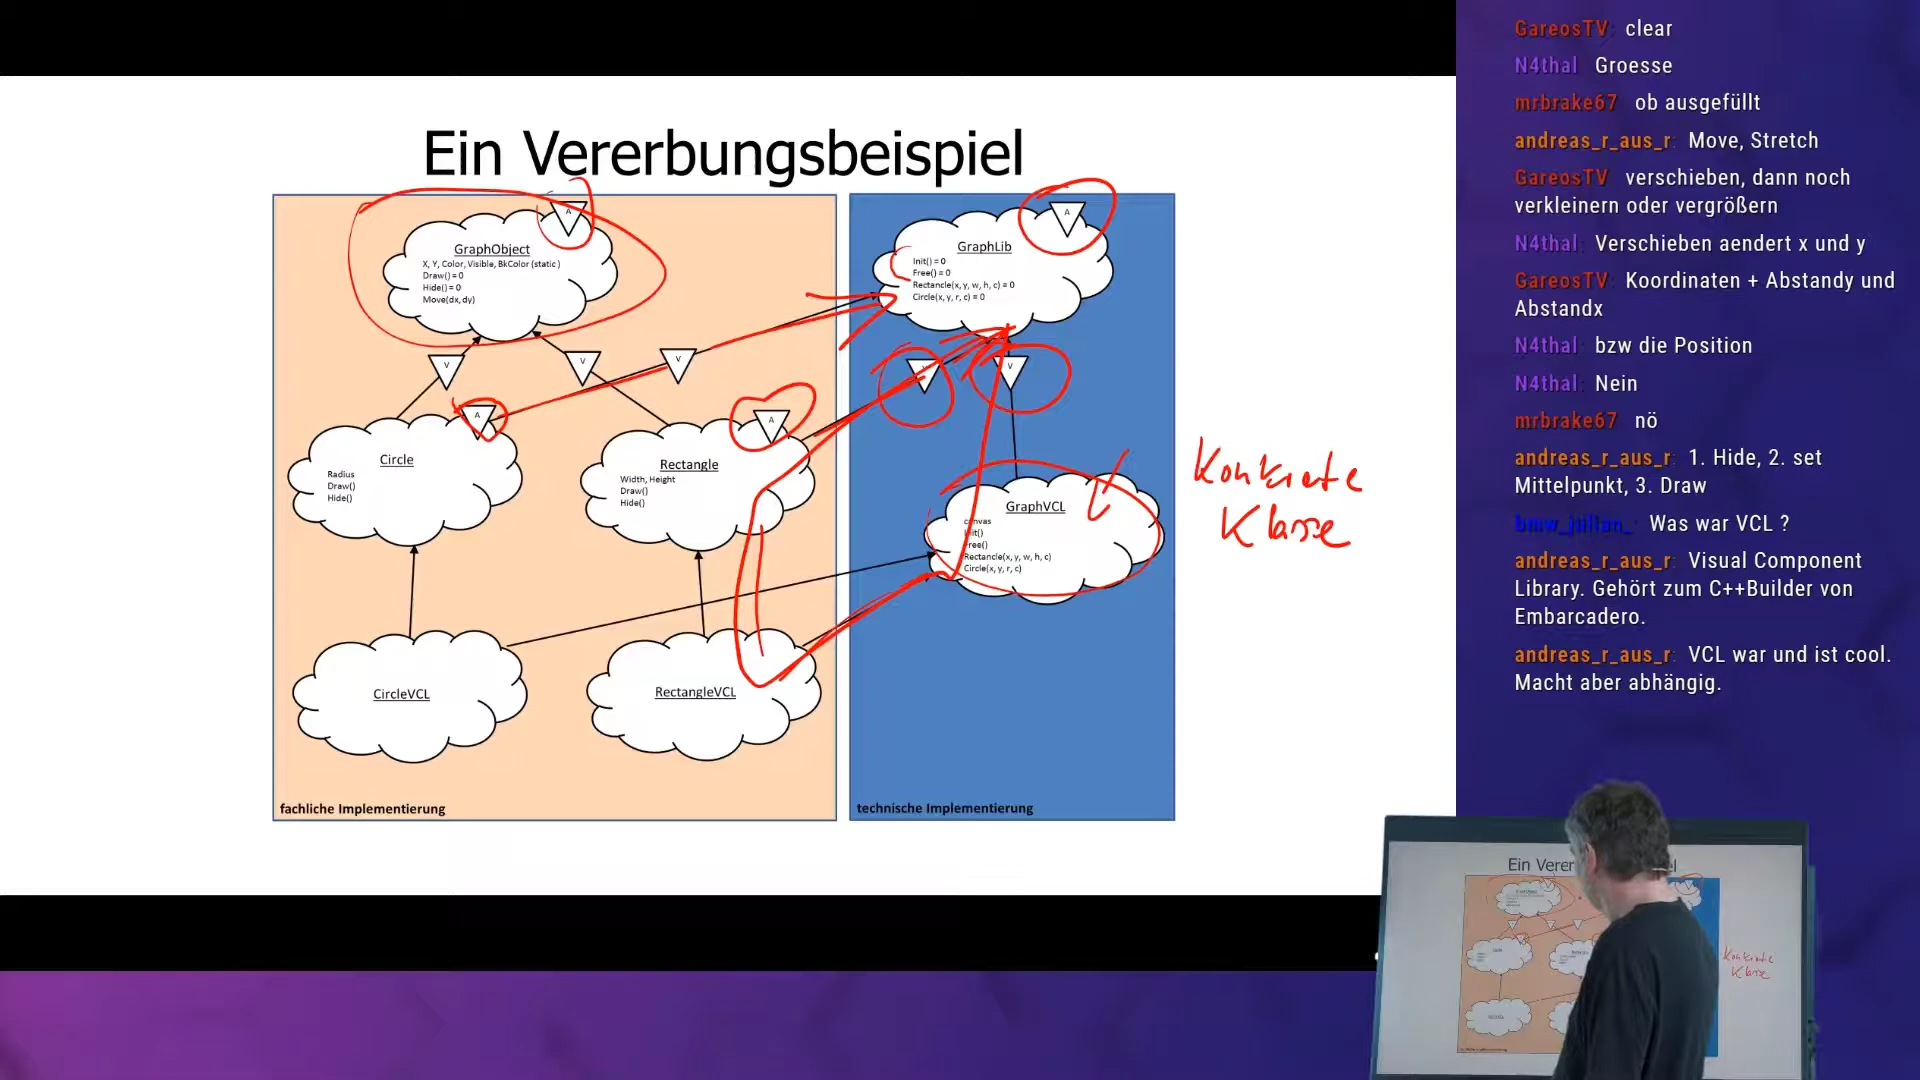 Ein Vererbungsbeispiel
A
GraphObject
X, Y, Color, Visible, BkColor (static )
Draw() = 0
Hide() = 0
Move(dx, dy)
A
GraphLib
Init() = 0
Free() = 0
Rectancle(x, y, w, h, c) = 0
Circle(x, y, r, c) = 0
V
V
V
V
A
Circle
Radius
Draw()
Hide()
A
Rectangle
Width, Height
Draw()
Hide()
GraphVCL
canvas
Init()
Free()
Rectancle(x, y, w, h, c)
Circle(x, y, r, c)
Konkrete
Klasse
CircleVCL
RectangleVCL
fachliche Implementierung
technische Implementierung
GareosTV: clear
N4thal: Groesse
mrbrake67: ob ausgefüllt
andreas_r_aus_r: Move, Stretch
GareosTV: verschieben, dann noch
verkleinern oder vergrößern
N4thal: Verschieben aendert x und y
GareosTV: Koordinaten + Abstandy und
Abstandx
N4thal: bzw die Position
N4thal: Nein
mrbrake67: nö
andreas_r_aus_r: 1. Hide, 2. set
Mittelpunkt, 3. Draw
bmw_julian_: Was war VCL ?
andreas_r_aus_r: Visual Component
Library. Gehört zum C++Builder von
Embarcadero.
andreas_r_aus_r: VCL war und ist cool.
Macht aber abhängig.
Ein Verer
Konkrete
Klasse